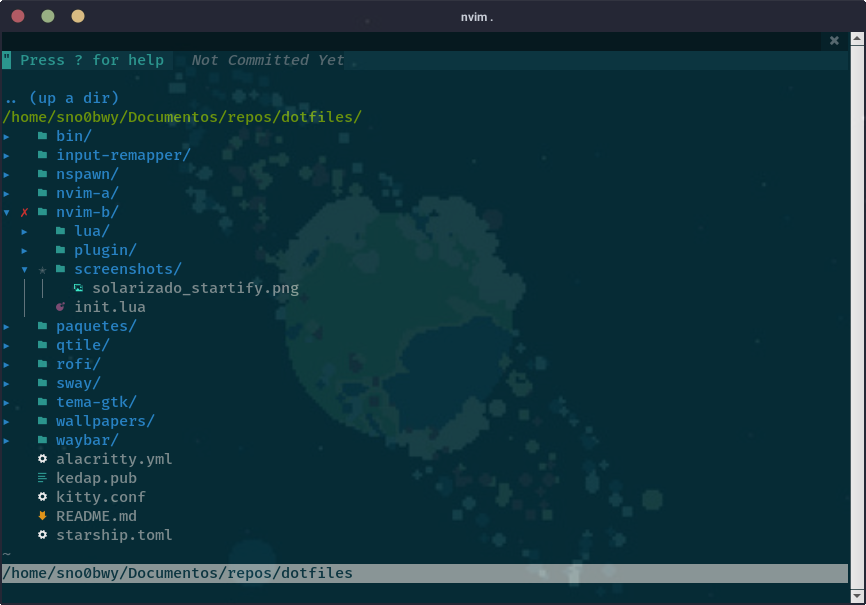 nvim .
" Press ? for help Not Committed Yet
.. (up a dir)
/home/sno0bwy/Documentos/repos/dotfiles/
▸ bin/
▸ input-remapper/
▸ nspawn/
▸ nvim-a/
▾ ✗ nvim-b/
▸ lua/
▸ plugin/
▾ ★ screenshots/
solarizado_startify.png
init.lua
▸ paquetes/
▸ qtile/
▸ rofi/
▸ sway/
▸ tema-gtk/
▸ wallpapers/
▸ waybar/
alacritty.yml
kedap.pub
kitty.conf
README.md
starship.toml
~
/home/sno0bwy/Documentos/repos/dotfiles